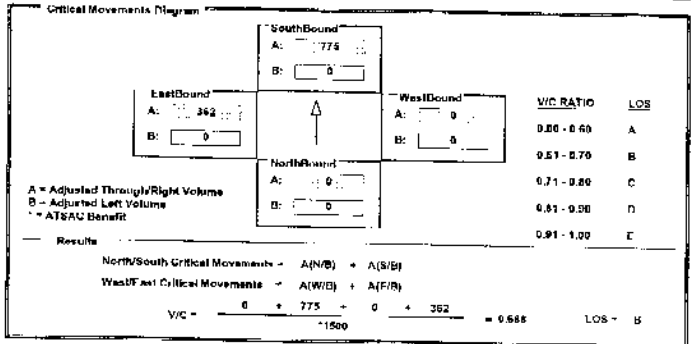 Critical Movements Diagram
SouthBound
A: 775
B: 0
EastBound
A: 362
B: 0
WestBound
A: 0
B: 0
NorthBound
A: 0
B: 0
V/C RATIO LOS
0.00 - 0.60 A
0.61 - 0.70 B
0.71 - 0.80 C
0.81 - 0.90 D
0.91 - 1.00 E
A = Adjusted Through/Right Volume
B = Adjusted Left Volume
* = ATSAC Benefit
Results
North/South Critical Movements = A(N/B) + A(S/B)
West/East Critical Movements = A(W/B) + A(E/B)
V/C = 0 + 775 + 0 + 362 = 0.688 LOS = B
*1500